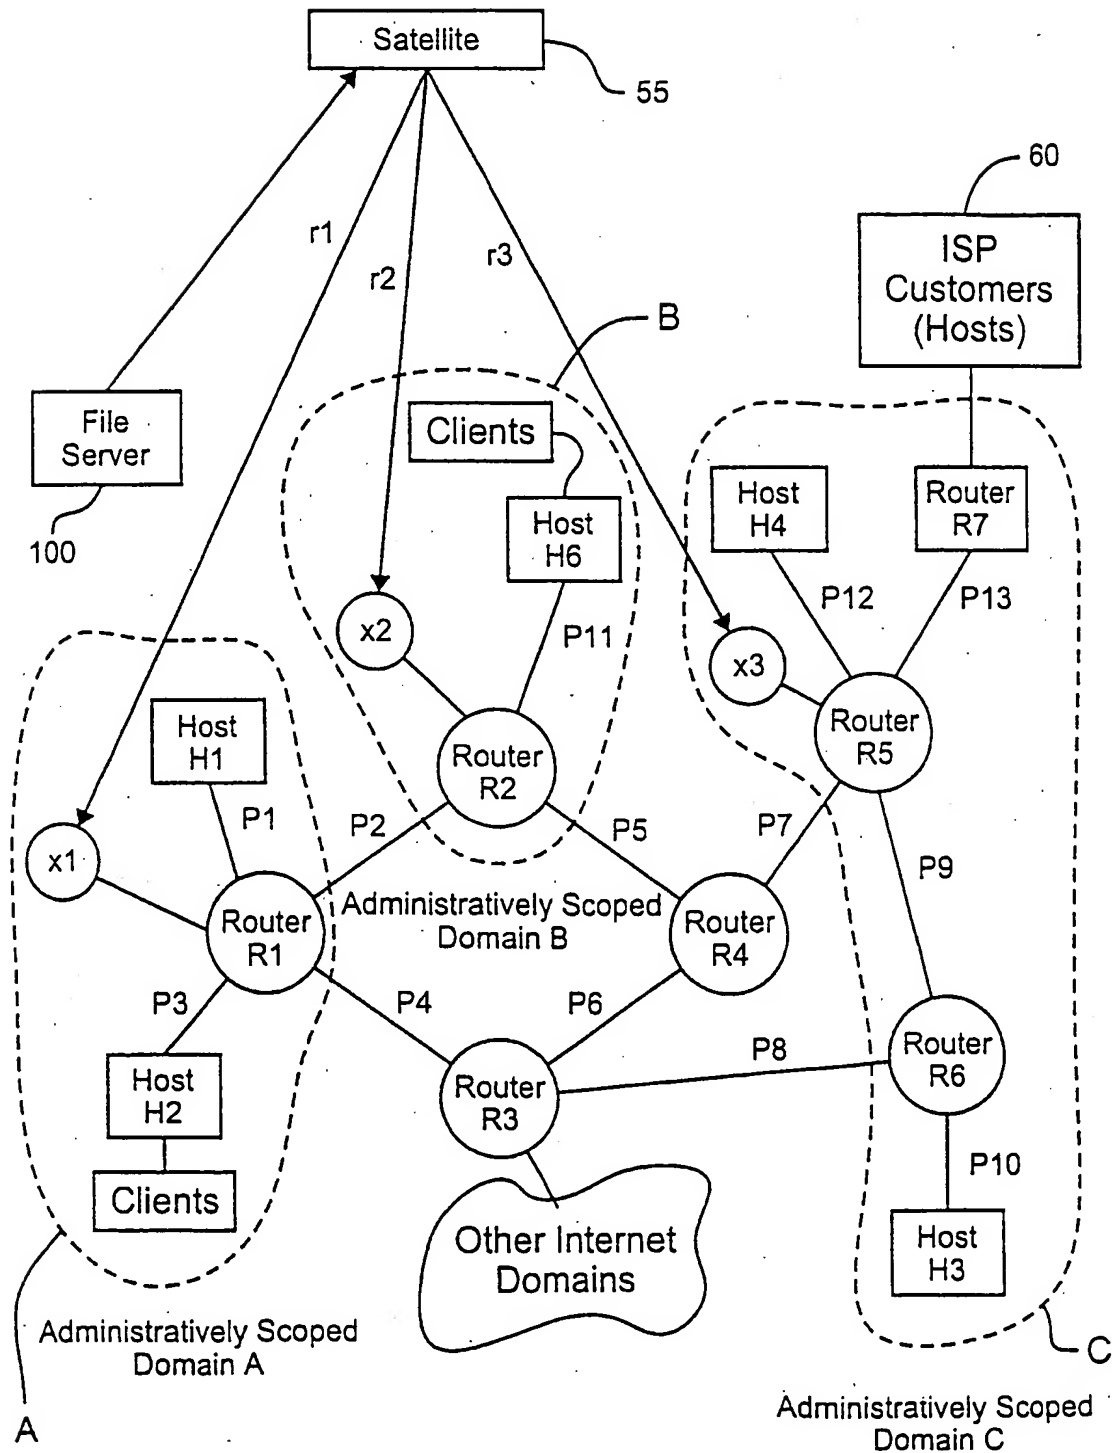 Satellite
55
60
r1
r2
r3
ISP
Customers
(Hosts)
B
File
Server
100
Clients
Host
H6
Host
H4
Router
R7
P12
P13
x2
P11
x3
Host
H1
Router
R2
Router
R5
P1
P2
P5
P7
x1
P9
Router
R1
Administratively Scoped
Domain B
Router
R4
P3
P4
P6
P8
Router
R6
Host
H2
Router
R3
Clients
P10
Other Internet
Domains
Host
H3
Administratively Scoped
Domain A
C
A
Administratively Scoped
Domain C